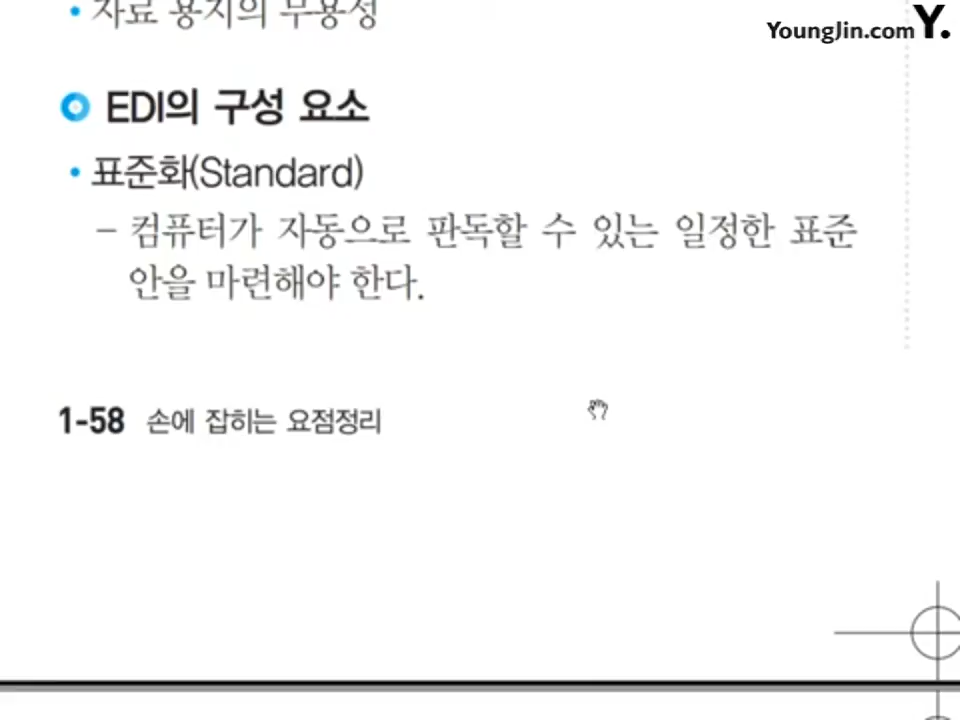 • 자료 용지의 무용성
YoungJin.com Y.
EDI의 구성 요소
• 표준화(Standard)
– 컴퓨터가 자동으로 판독할 수 있는 일정한 표준
안을 마련해야 한다.
1-58 손에 잡히는 요점정리